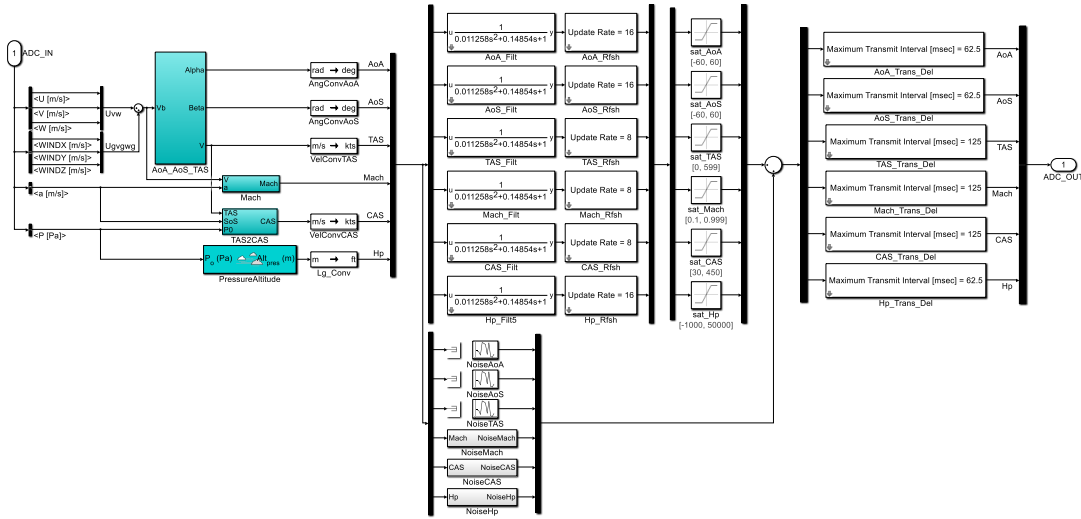 1
ADC_IN
<U [m/s]>
<V [m/s]>
<W [m/s]>
Uvw
<WINDX [m/s]>
<WINDY [m/s]>
<WINDZ [m/s]>
Ugvgwg
<a [m/s]>
<P [Pa]>
Vb
Alpha
Beta
V
AoA_AoS_TAS
V
a
Mach
Mach
TAS
SoS
P0
CAS
TAS2CAS
P₀ (Pa)
Alt_pres (m)
PressureAltitude
rad → deg
AngConvAoA
AoA
rad → deg
AngConvAoS
AoS
m/s → kts
VelConvTAS
TAS
Mach
m/s → kts
VelConvCAS
CAS
m → ft
Lg_Conv
Hp
u
1
0.011258s²+0.14854s+1
y
AoA_Filt
Update Rate = 16
AoA_Rfsh
u
1
0.011258s²+0.14854s+1
y
AoS_Filt
Update Rate = 16
AoS_Rfsh
u
1
0.011258s²+0.14854s+1
y
TAS_Filt
Update Rate = 8
TAS_Rfsh
u
1
0.011258s²+0.14854s+1
y
Mach_Filt
Update Rate = 8
Mach_Rfsh
u
1
0.011258s²+0.14854s+1
y
CAS_Filt
Update Rate = 8
CAS_Rfsh
u
1
0.011258s²+0.14854s+1
y
Hp_Filt5
Update Rate = 16
Hp_Rfsh
sat_AoA
[-60, 60]
sat_AoS
[-60, 60]
sat_TAS
[0, 599]
sat_Mach
[0.1, 0.999]
sat_CAS
[30, 450]
sat_Hp
[-1000, 50000]
NoiseAoA
NoiseAoS
NoiseTAS
Mach NoiseMach
NoiseMach
CAS NoiseCAS
NoiseCAS
Hp NoiseHp
NoiseHp
Maximum Transmit Interval [msec] = 62.5
AoA_Trans_Del
AoA
Maximum Transmit Interval [msec] = 62.5
AoS_Trans_Del
AoS
Maximum Transmit Interval [msec] = 125
TAS_Trans_Del
TAS
Maximum Transmit Interval [msec] = 125
Mach_Trans_Del
Mach
Maximum Transmit Interval [msec] = 125
CAS_Trans_Del
CAS
Maximum Transmit Interval [msec] = 62.5
Hp_Trans_Del
Hp
1
ADC_OUT